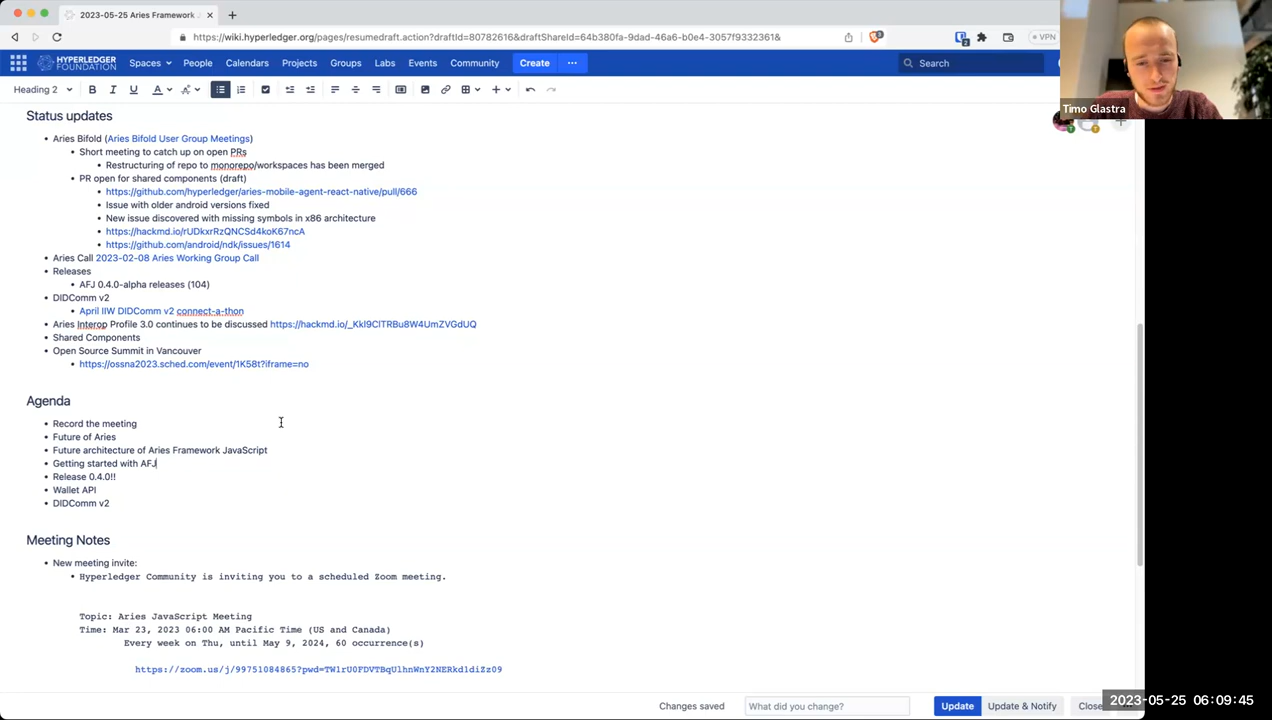 2023-05-25 Aries Framework
https://wiki.hyperledger.org/pages/resumedraft.action?draftId=80782616&draftShareId=64b380fa-9dad-46a6-b0e4-3057f9332361&
VPN
HYPERLEDGER FOUNDATION
Spaces People Calendars Projects Groups Labs Events Community Create Search
Heading 2 B I U A
Timo Glastra
Status updates
Aries Bifold (Aries Bifold User Group Meetings)
Short meeting to catch up on open PRs
Restructuring of repo to monorepo/workspaces has been merged
PR open for shared components (draft)
https://github.com/hyperledger/aries-mobile-agent-react-native/pull/666
Issue with older android versions fixed
New issue discovered with missing symbols in x86 architecture
https://hackmd.io/rUDkxrRzQNCSd4koK67ncA
https://github.com/android/ndk/issues/1614
Aries Call 2023-02-08 Aries Working Group Call
Releases
AFJ 0.4.0-alpha releases (104)
DIDComm v2
April IIW DIDComm v2 connect-a-thon
Aries Interop Profile 3.0 continues to be discussed https://hackmd.io/_KkI9ClTRBu8W4UmZVGdUQ
Shared Components
Open Source Summit in Vancouver
https://ossna2023.sched.com/event/1K58t?iframe=no
Agenda
Record the meeting
Future of Aries
Future architecture of Aries Framework JavaScript
Getting started with AFJ
Release 0.4.0!!
Wallet API
DIDComm v2
Meeting Notes
New meeting invite:
Hyperledger Community is inviting you to a scheduled Zoom meeting.
Topic: Aries JavaScript Meeting
Time: Mar 23, 2023 06:00 AM Pacific Time (US and Canada)
Every week on Thu, until May 9, 2024, 60 occurrence(s)
https://zoom.us/j/99751084865?pwd=TW1rU0FDVTBqUlhnWnY2NERkd1diZz09
Changes saved What did you change? Update Update & Notify Close
2023-05-25 06:09:45